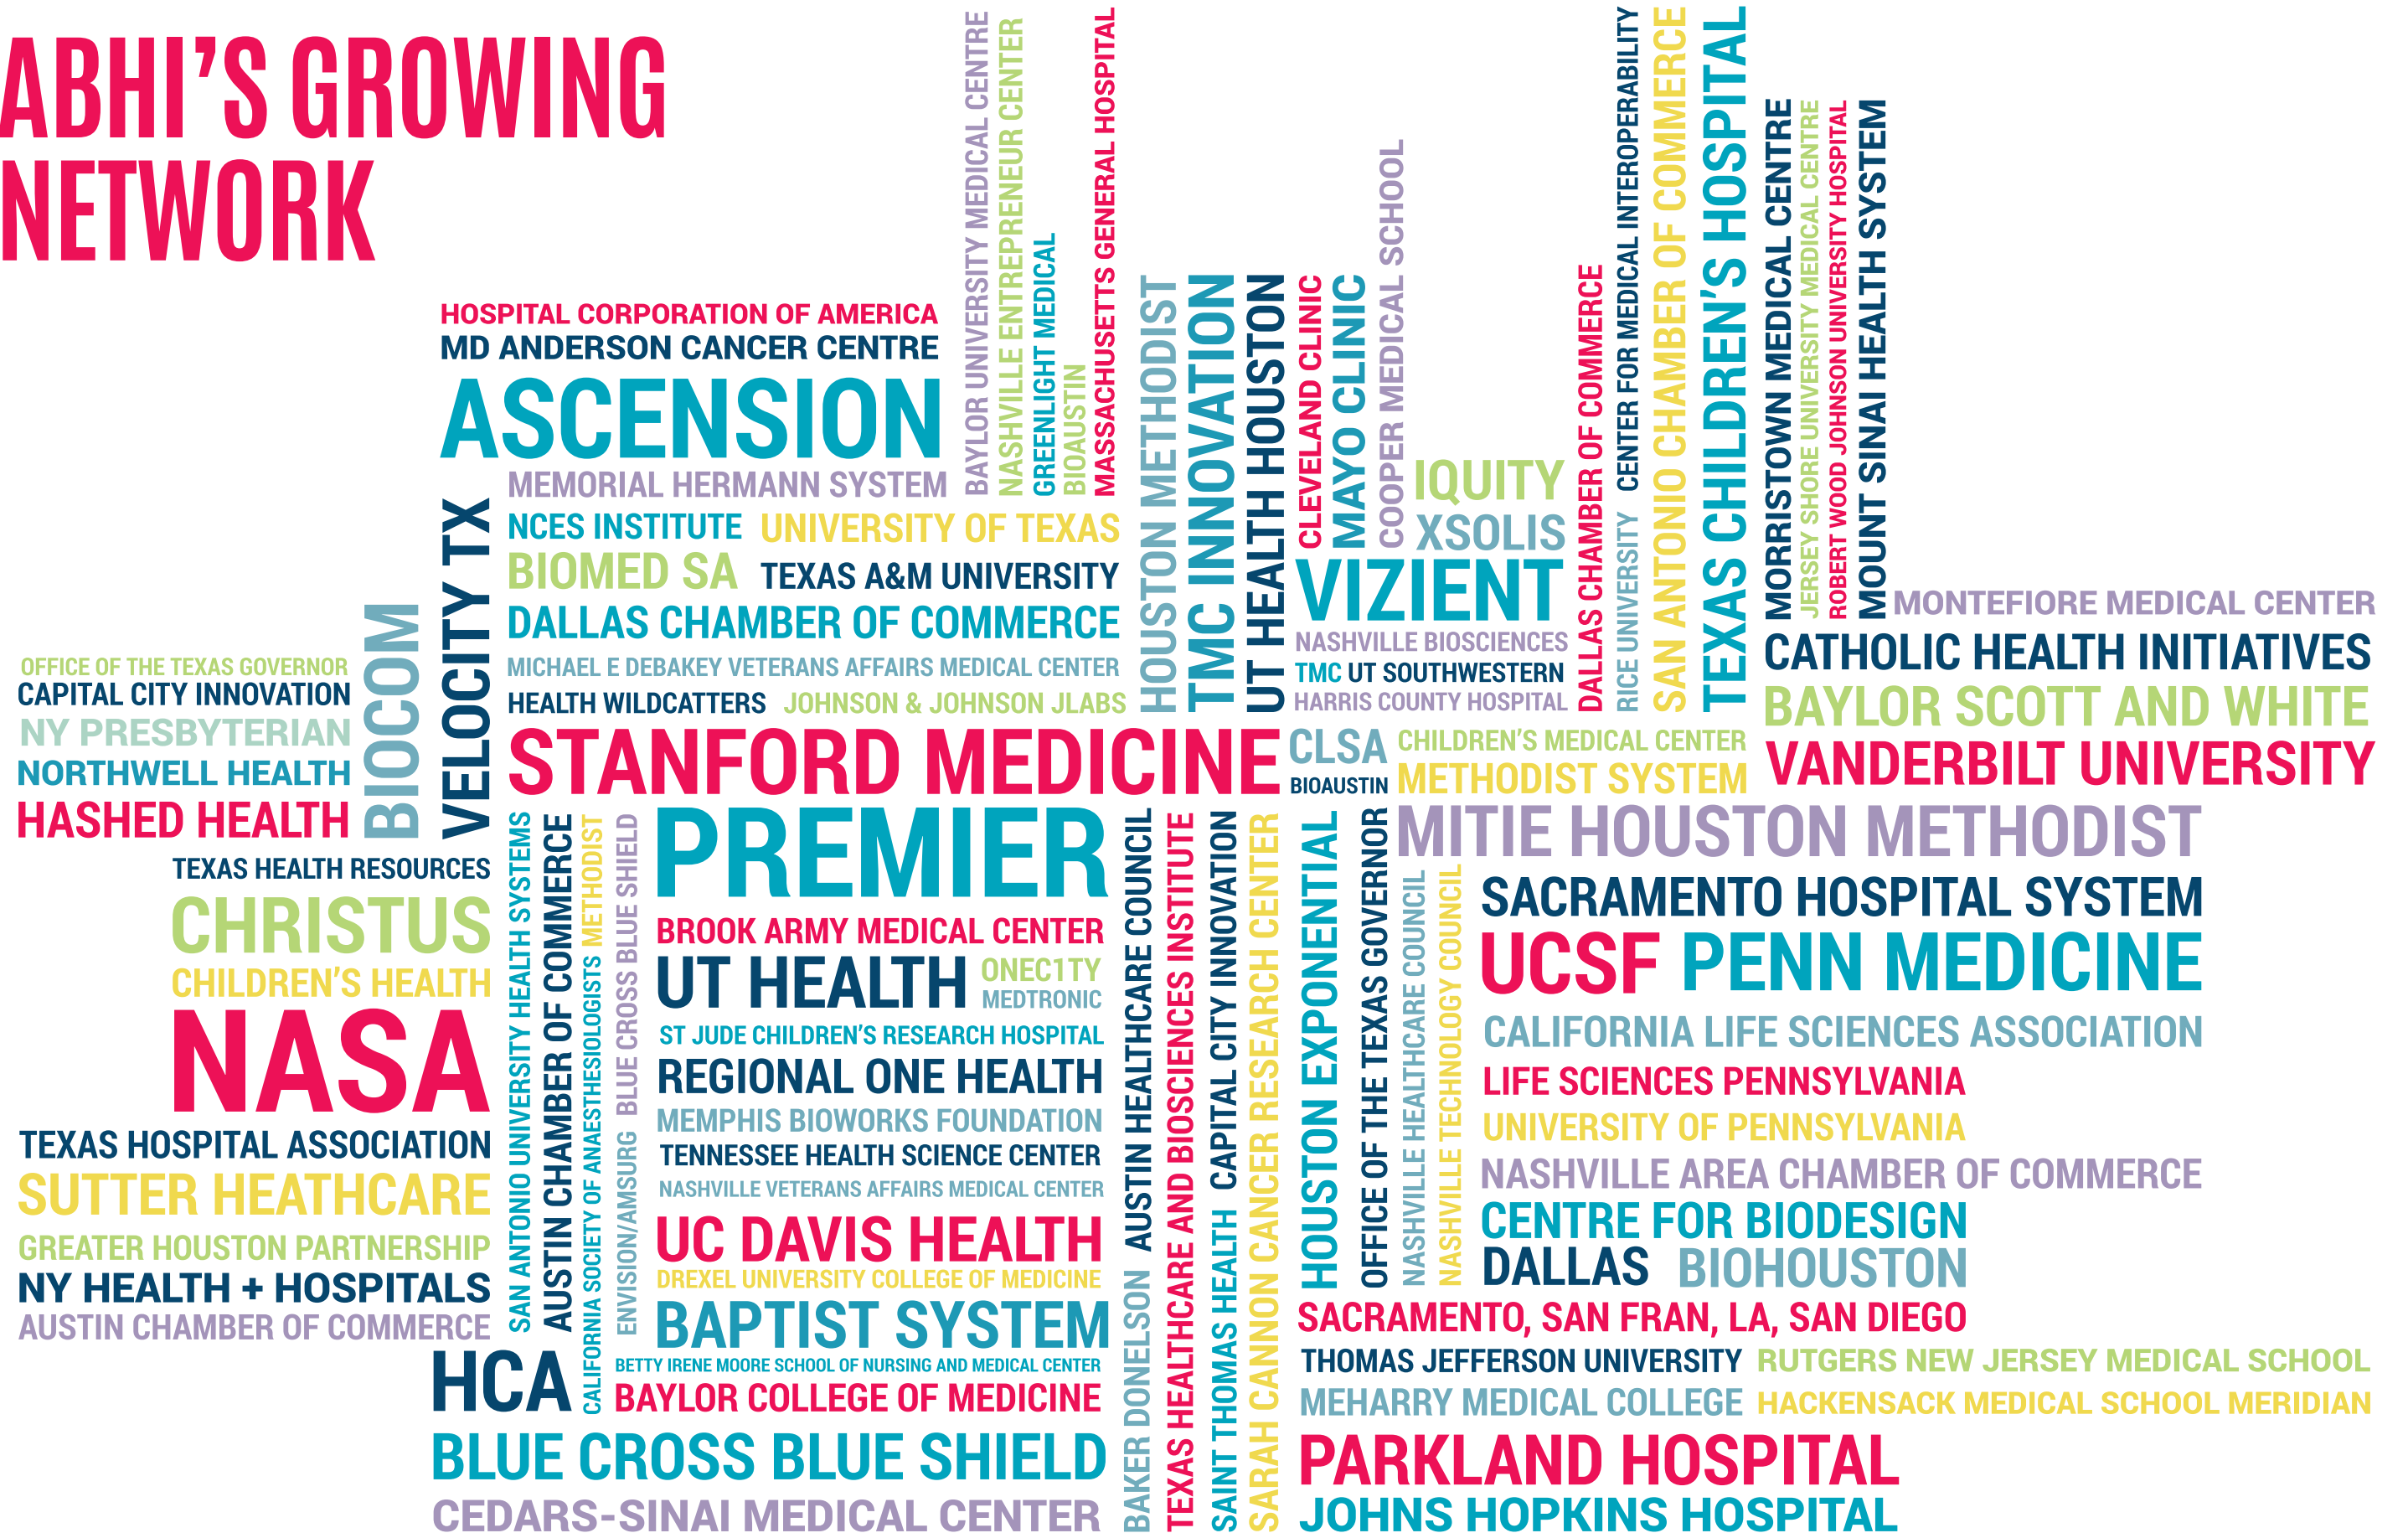 ABHI'S GROWING
NETWORK
HOSPITAL CORPORATION OF AMERICA
MD ANDERSON CANCER CENTRE
ASCENSION
MEMORIAL HERMANN SYSTEM
NCES INSTITUTE
UNIVERSITY OF TEXAS
BIOMED SA
TEXAS A&M UNIVERSITY
DALLAS CHAMBER OF COMMERCE
MICHAEL E DEBAKEY VETERANS AFFAIRS MEDICAL CENTER
HEALTH WILDCATTERS
JOHNSON & JOHNSON JLABS
BAYLOR UNIVERSITY MEDICAL CENTRE
NASHVILLE ENTREPRENEUR CENTER
GREENLIGHT MEDICAL
BIOAUSTIN
MASSACHUSETTS GENERAL HOSPITAL
HOUSTON METHODIST
TMC INNOVATION
UT HEALTH HOUSTON
CLEVELAND CLINIC
MAYO CLINIC
COOPER MEDICAL SCHOOL
IQUITY
XSOLIS
VIZIENT
NASHVILLE BIOSCIENCES
TMC UT SOUTHWESTERN
HARRIS COUNTY HOSPITAL
DALLAS CHAMBER OF COMMERCE
CENTER FOR MEDICAL INTEROPERABILITY
RICE UNIVERSITY
SAN ANTONIO CHAMBER OF COMMERCE
TEXAS CHILDREN'S HOSPITAL
MORRISTOWN MEDICAL CENTRE
JERSEY SHORE UNIVERSITY MEDICAL CENTRE
ROBERT WOOD JOHNSON UNIVERSITY HOSPITAL
MOUNT SINAI HEALTH SYSTEM
MONTEFIORE MEDICAL CENTER
CATHOLIC HEALTH INITIATIVES
BAYLOR SCOTT AND WHITE
VANDERBILT UNIVERSITY
OFFICE OF THE TEXAS GOVERNOR
CAPITAL CITY INNOVATION
NY PRESBYTERIAN
NORTHWELL HEALTH
HASHED HEALTH
BIOCOM
VELOCITY TX
STANFORD MEDICINE
CLSA
BIOAUSTIN
CHILDREN'S MEDICAL CENTER
METHODIST SYSTEM
MITIE HOUSTON METHODIST
TEXAS HEALTH RESOURCES
CHRISTUS
CHILDREN'S HEALTH
NASA
TEXAS HOSPITAL ASSOCIATION
SUTTER HEATHCARE
GREATER HOUSTON PARTNERSHIP
NY HEALTH + HOSPITALS
AUSTIN CHAMBER OF COMMERCE
SAN ANTONIO UNIVERSITY HEALTH SYSTEMS
AUSTIN CHAMBER OF COMMERCE
METHODIST
CALIFORNIA SOCIETY OF ANAESTHESIOLOGISTS
BLUE CROSS BLUE SHIELD
ENVISION/AMSURG
PREMIER
BROOK ARMY MEDICAL CENTER
UT HEALTH
ONEC1TY
MEDTRONIC
ST JUDE CHILDREN'S RESEARCH HOSPITAL
REGIONAL ONE HEALTH
MEMPHIS BIOWORKS FOUNDATION
TENNESSEE HEALTH SCIENCE CENTER
NASHVILLE VETERANS AFFAIRS MEDICAL CENTER
UC DAVIS HEALTH
DREXEL UNIVERSITY COLLEGE OF MEDICINE
BAPTIST SYSTEM
HCA
BETTY IRENE MOORE SCHOOL OF NURSING AND MEDICAL CENTER
BAYLOR COLLEGE OF MEDICINE
BLUE CROSS BLUE SHIELD
CEDARS-SINAI MEDICAL CENTER
AUSTIN HEALTHCARE COUNCIL
BAKER DONELSON
TEXAS HEALTHCARE AND BIOSCIENCES INSTITUTE
CAPITAL CITY INNOVATION
SAINT THOMAS HEALTH
SARAH CANNON CANCER RESEARCH CENTER
HOUSTON EXPONENTIAL
OFFICE OF THE TEXAS GOVERNOR
NASHVILLE HEALTHCARE COUNCIL
NASHVILLE TECHNOLOGY COUNCIL
SACRAMENTO HOSPITAL SYSTEM
UCSF PENN MEDICINE
CALIFORNIA LIFE SCIENCES ASSOCIATION
LIFE SCIENCES PENNSYLVANIA
UNIVERSITY OF PENNSYLVANIA
NASHVILLE AREA CHAMBER OF COMMERCE
CENTRE FOR BIODESIGN
DALLAS
BIOHOUSTON
SACRAMENTO, SAN FRAN, LA, SAN DIEGO
THOMAS JEFFERSON UNIVERSITY
RUTGERS NEW JERSEY MEDICAL SCHOOL
MEHARRY MEDICAL COLLEGE
HACKENSACK MEDICAL SCHOOL MERIDIAN
PARKLAND HOSPITAL
JOHNS HOPKINS HOSPITAL